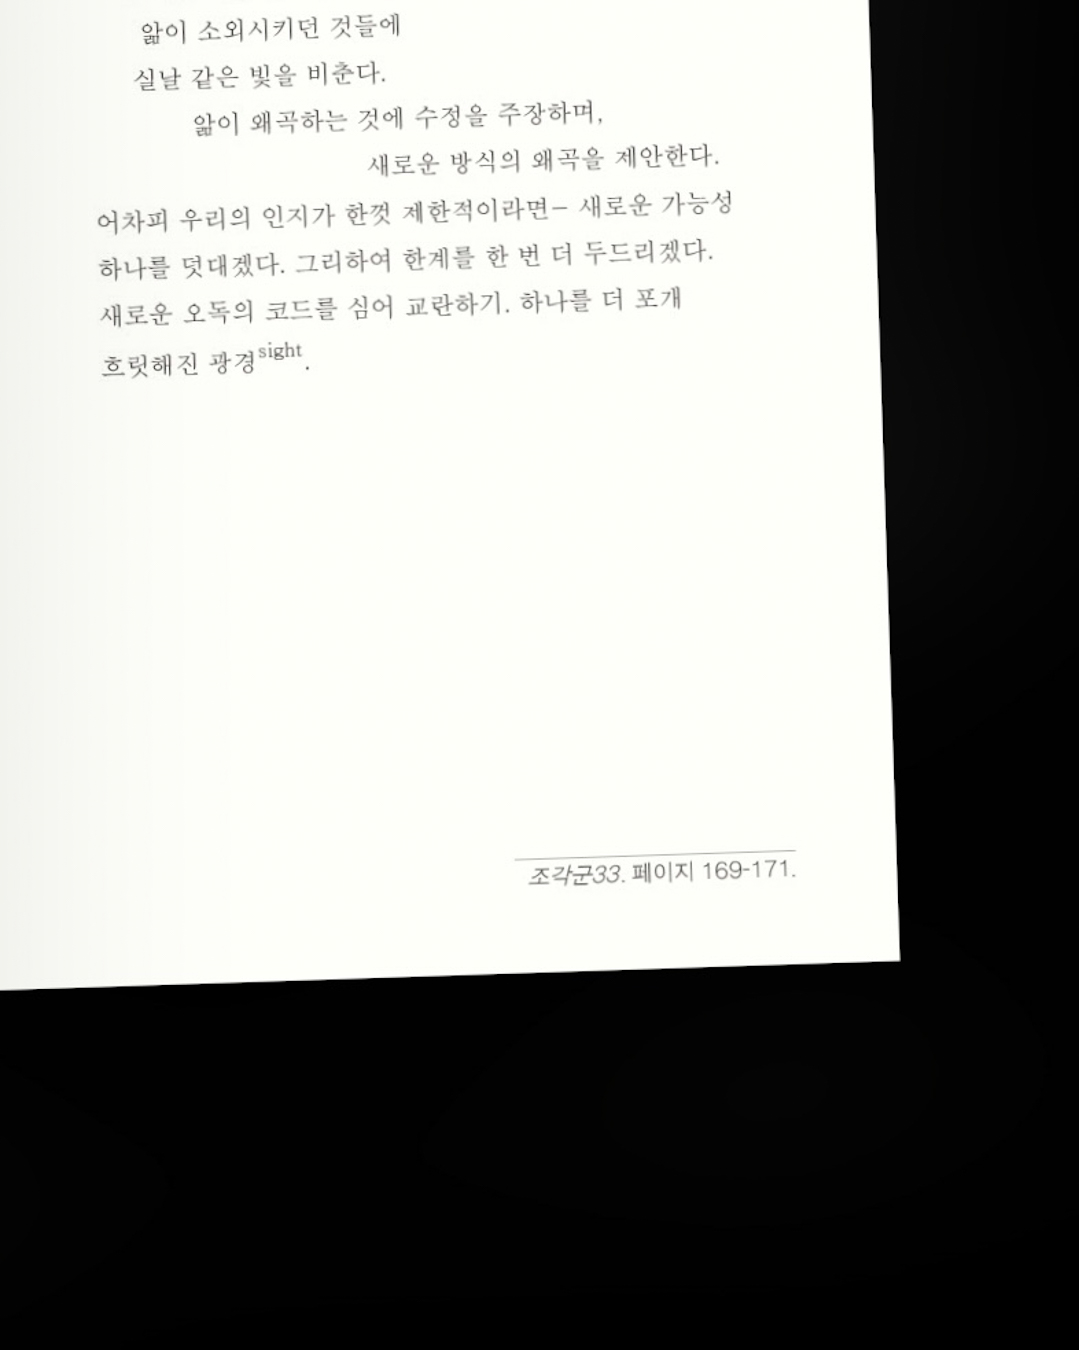 앎이 소외시키던 것들에
실날 같은 빛을 비춘다.
앎이 왜곡하는 것에 수정을 주장하며,
새로운 방식의 왜곡을 제안한다.
어차피 우리의 인지가 한껏 제한적이라면– 새로운 가능성
하나를 덧대겠다. 그리하여 한계를 한 번 더 두드리겠다.
새로운 오독의 코드를 심어 교란하기. 하나를 더 포개
흐릿해진 광경sight.
조각군33. 페이지 169-171.